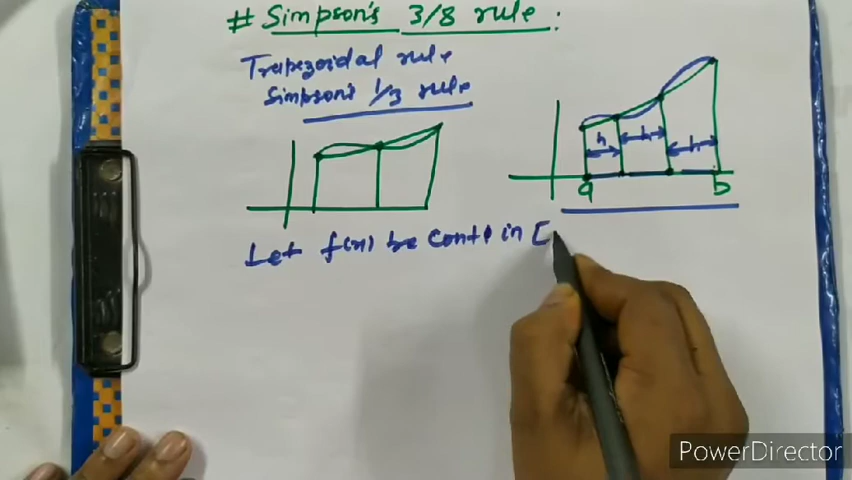 # Simpson's 3/8 rule :
Trapezoidal rule
Simpson's 1/3 rule
h h h
a b
Let f(x) be cont. in [
PowerDirector